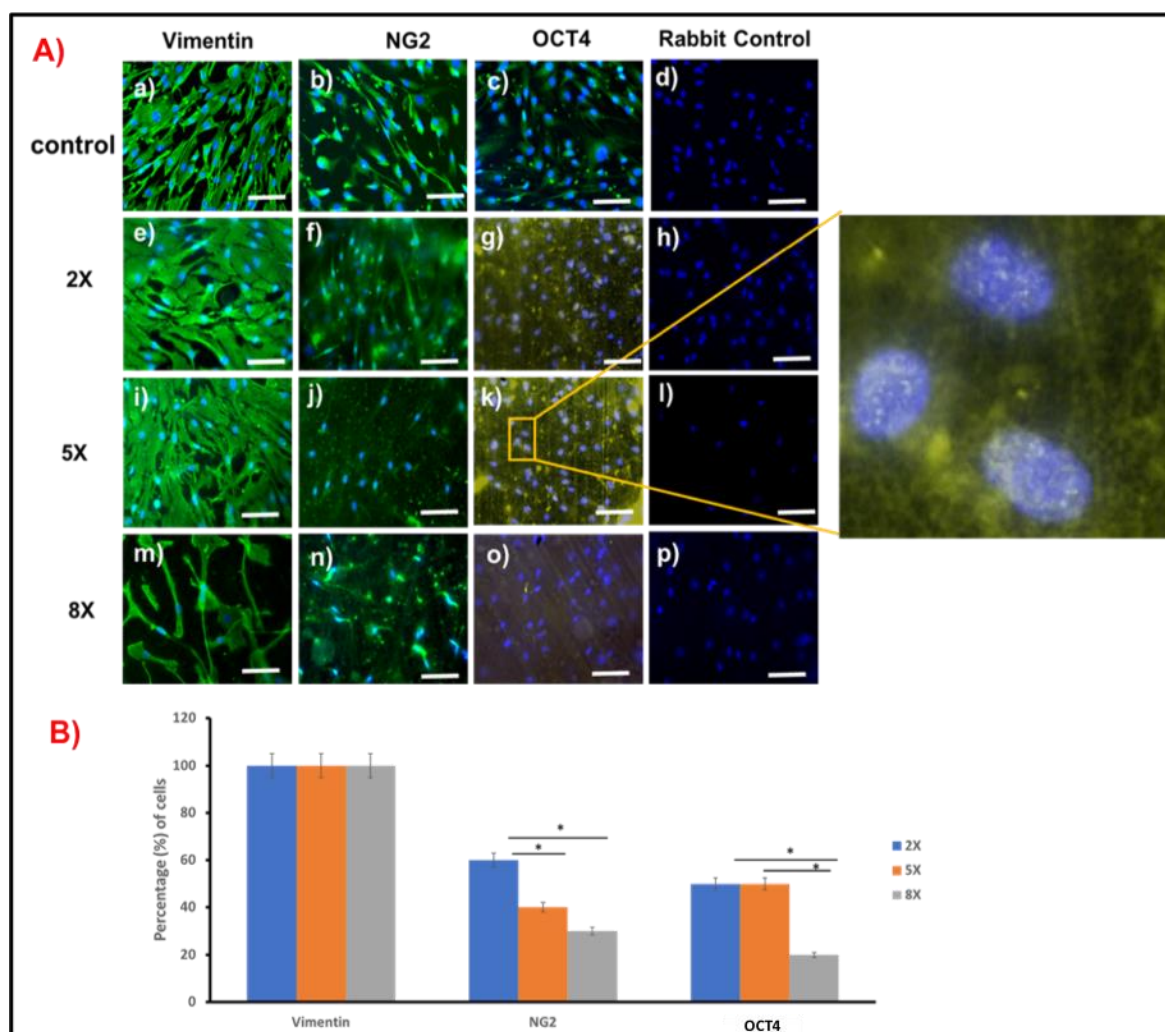 A)
Vimentin NG2 OCT4 Rabbit Control
control a) b) c) d)
2X e) f) g) h)
5X i) j) k) l)
8X m) n) o) p)
B)
Percentage (%) of cells
120
100
80
60
40
20
0
* *
* *
2X
5X
8X
Vimentin NG2 OCT4